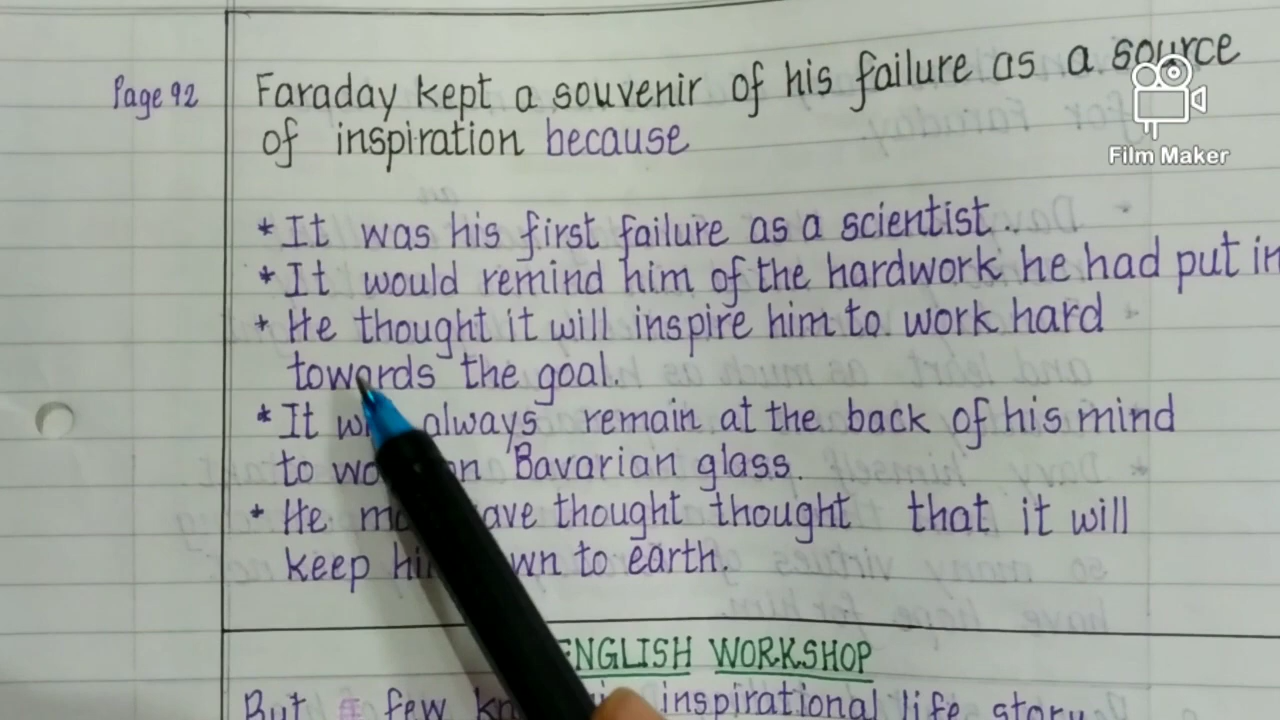 Page 92
Faraday kept a souvenir of his failure as a source
of inspiration because
Film Maker
* It was his first failure as a scientist.
* It would remind him of the hardwork he had put in
* He thought it will inspire him to work hard
towards the goal.
* It always remain at the back of his mind
to Bavarian glass.
* He thought thought that it will
keep to earth.
ENGLISH WORKSHOP
But a few inspirational life story